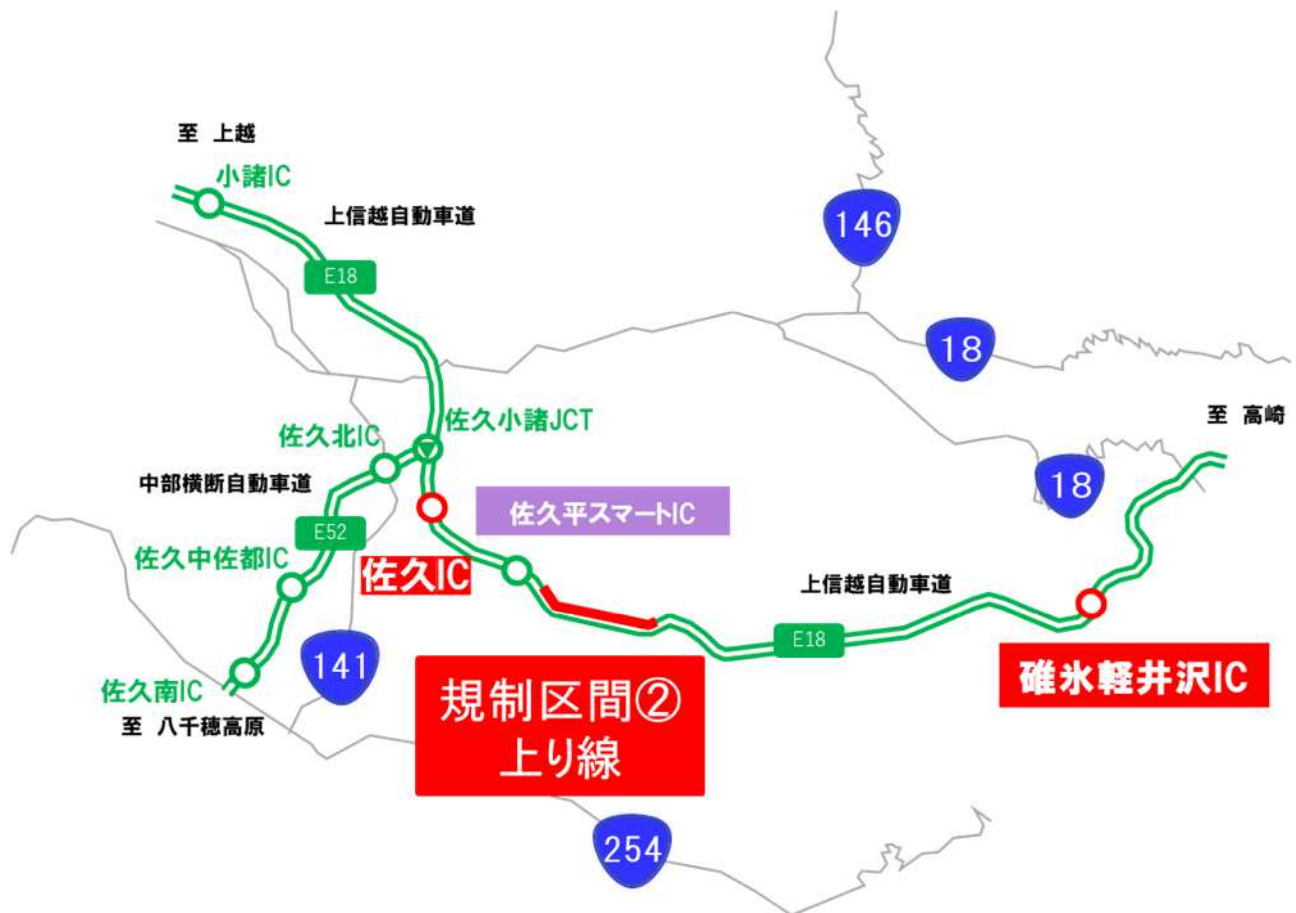 至 上越
小諸IC
上信越自動車道
146
E18
18
佐久小諸JCT
至 高崎
佐久北IC
中部横断自動車道
18
佐久平スマートIC
E52
佐久中佐都IC
佐久IC
上信越自動車道
E18
141
碓氷軽井沢IC
佐久南IC
規制区間②
上り線
至 八千穂高原
254